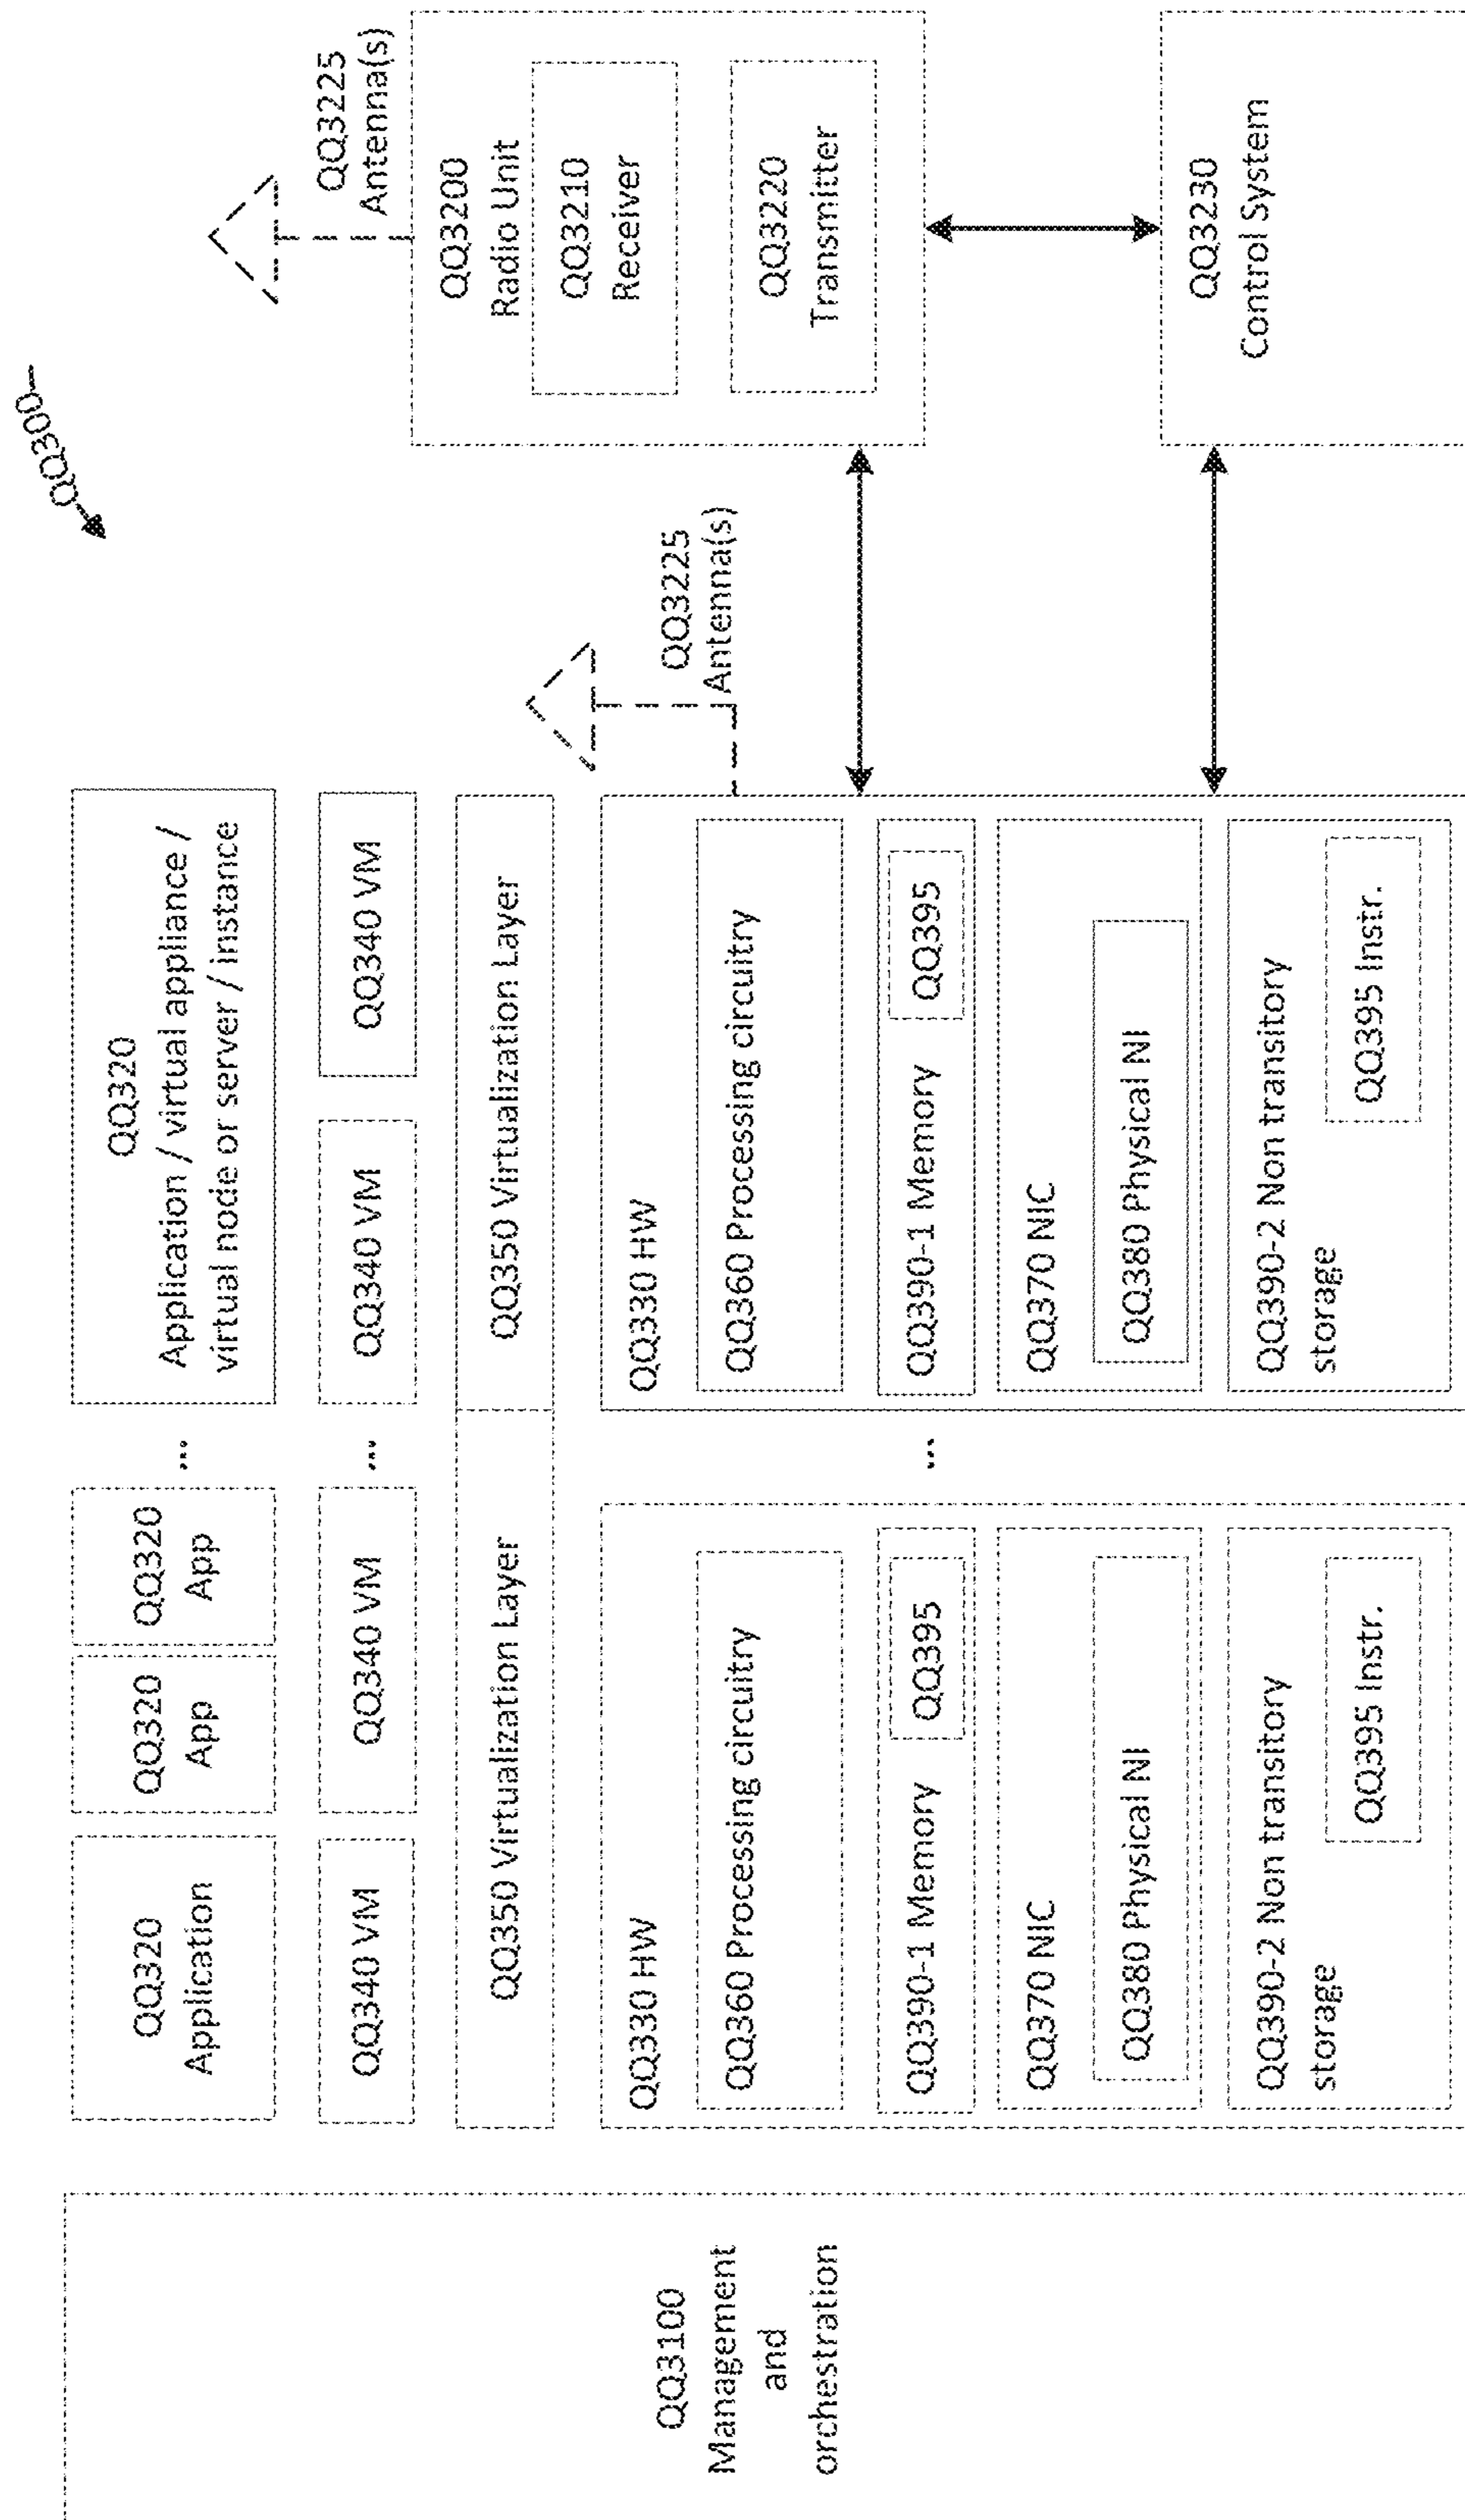 QQ300
QQ3100
Management
and
orchestration
QQ320
Application
QQ320
App
QQ320
App
...
QQ320
Application / virtual appliance /
virtual node or server / instance
QQ340 VM
QQ340 VM
...
QQ340 VM
QQ340 VM
QQ350 Virtualization Layer
QQ350 Virtualization Layer
QQ330 HW
QQ360 Processing circuitry
QQ390-1 Memory
QQ395
QQ370 NIC
QQ380 Physical NI
QQ390-2 Non transitory
storage
QQ395 Instr.
...
QQ330 HW
QQ360 Processing circuitry
QQ390-1 Memory
QQ395
QQ370 NIC
QQ380 Physical NI
QQ390-2 Non transitory
storage
QQ395 Instr.
QQ3225
Antenna(s)
QQ3225
Antenna(s)
QQ3200
Radio Unit
QQ3210
Receiver
QQ3220
Transmitter
QQ3230
Control System